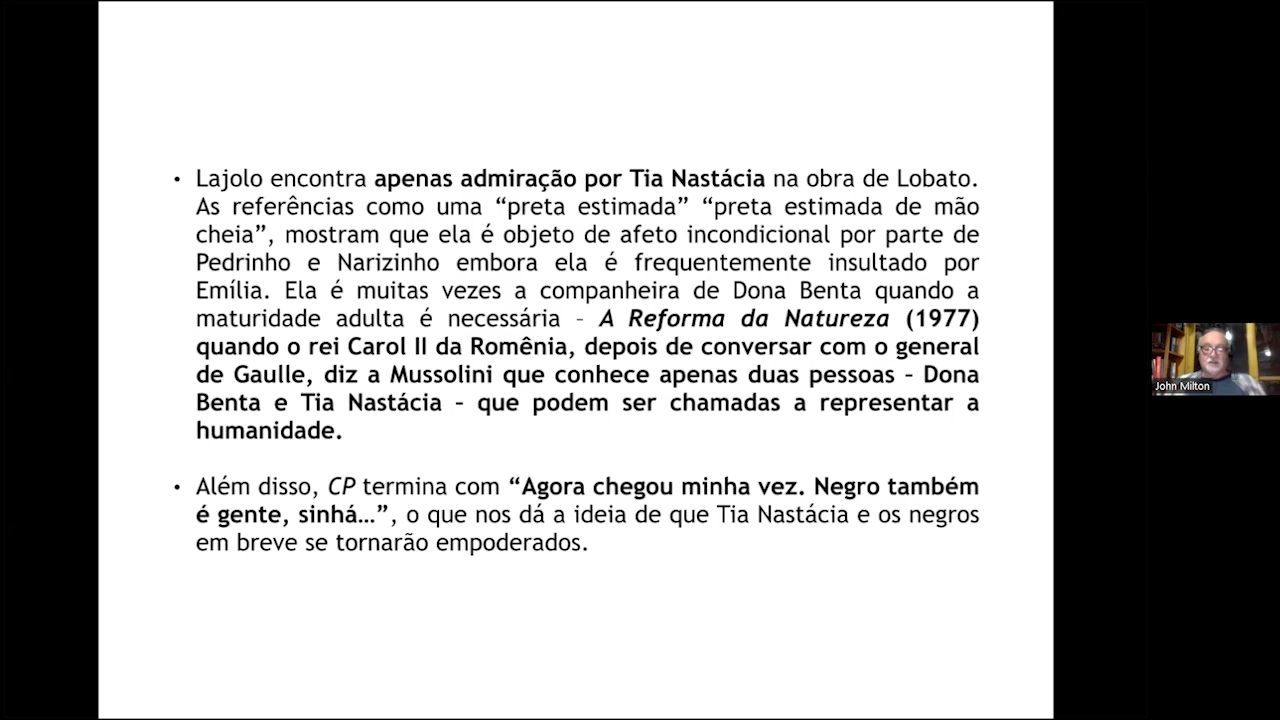 • Lajolo encontra apenas admiração por Tia Nastácia na obra de Lobato.
As referências como uma “preta estimada” “preta estimada de mão
cheia”, mostram que ela é objeto de afeto incondicional por parte de
Pedrinho e Narizinho embora ela é frequentemente insultado por
Emília. Ela é muitas vezes a companheira de Dona Benta quando a
maturidade adulta é necessária – A Reforma da Natureza (1977)
quando o rei Carol II da Romênia, depois de conversar com o general
de Gaulle, diz a Mussolini que conhece apenas duas pessoas – Dona
Benta e Tia Nastácia – que podem ser chamadas a representar a
humanidade.
• Além disso, CP termina com “Agora chegou minha vez. Negro também
é gente, sinhá…”, o que nos dá a ideia de que Tia Nastácia e os negros
em breve se tornarão empoderados.
John Milton